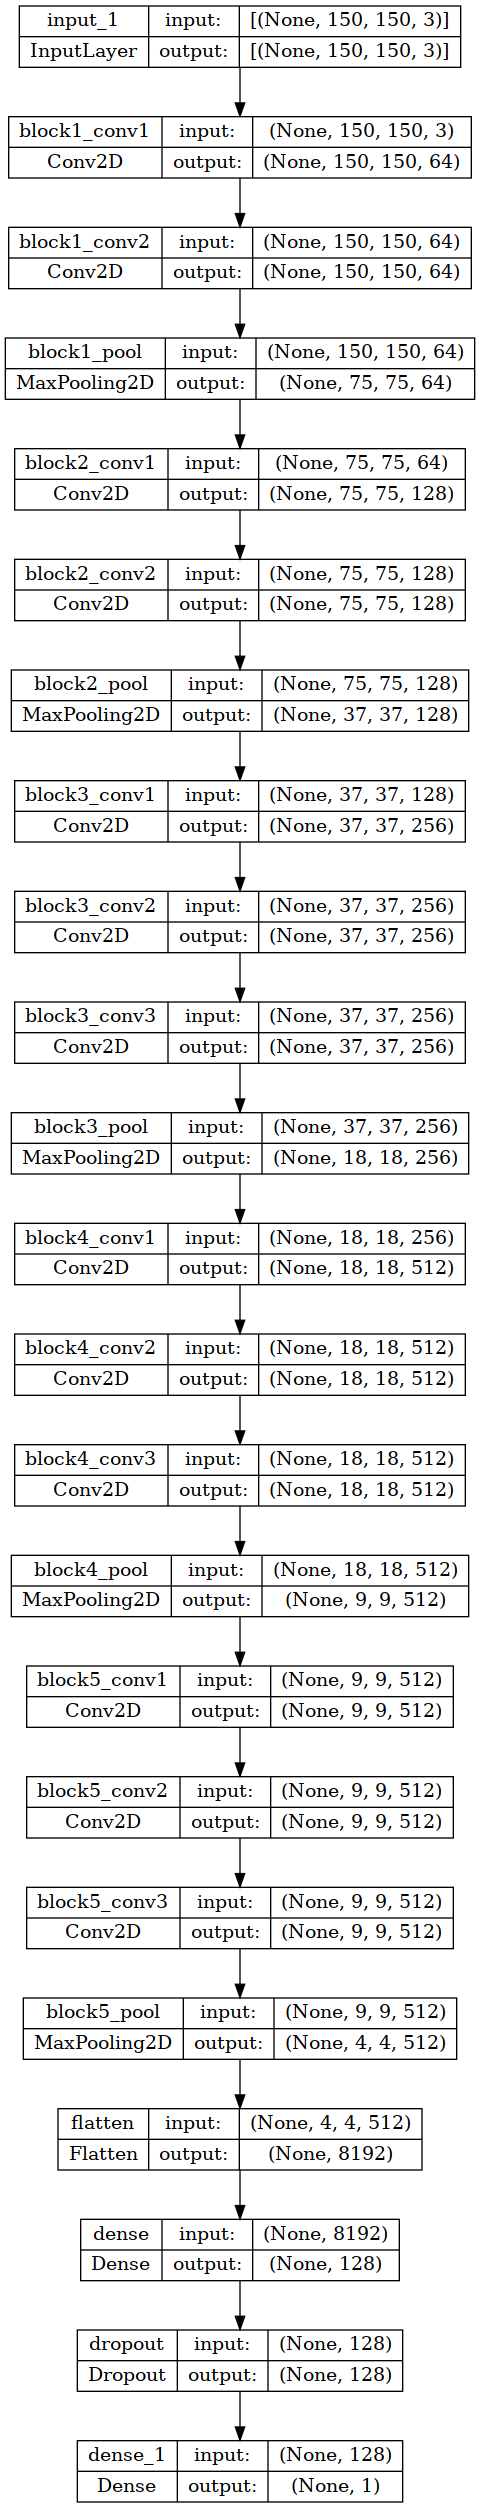 input_1 input: [(None, 150, 150, 3)]
InputLayer output: [(None, 150, 150, 3)]
block1_conv1 input: (None, 150, 150, 3)
Conv2D output: (None, 150, 150, 64)
block1_conv2 input: (None, 150, 150, 64)
Conv2D output: (None, 150, 150, 64)
block1_pool input: (None, 150, 150, 64)
MaxPooling2D output: (None, 75, 75, 64)
block2_conv1 input: (None, 75, 75, 64)
Conv2D output: (None, 75, 75, 128)
block2_conv2 input: (None, 75, 75, 128)
Conv2D output: (None, 75, 75, 128)
block2_pool input: (None, 75, 75, 128)
MaxPooling2D output: (None, 37, 37, 128)
block3_conv1 input: (None, 37, 37, 128)
Conv2D output: (None, 37, 37, 256)
block3_conv2 input: (None, 37, 37, 256)
Conv2D output: (None, 37, 37, 256)
block3_conv3 input: (None, 37, 37, 256)
Conv2D output: (None, 37, 37, 256)
block3_pool input: (None, 37, 37, 256)
MaxPooling2D output: (None, 18, 18, 256)
block4_conv1 input: (None, 18, 18, 256)
Conv2D output: (None, 18, 18, 512)
block4_conv2 input: (None, 18, 18, 512)
Conv2D output: (None, 18, 18, 512)
block4_conv3 input: (None, 18, 18, 512)
Conv2D output: (None, 18, 18, 512)
block4_pool input: (None, 18, 18, 512)
MaxPooling2D output: (None, 9, 9, 512)
block5_conv1 input: (None, 9, 9, 512)
Conv2D output: (None, 9, 9, 512)
block5_conv2 input: (None, 9, 9, 512)
Conv2D output: (None, 9, 9, 512)
block5_conv3 input: (None, 9, 9, 512)
Conv2D output: (None, 9, 9, 512)
block5_pool input: (None, 9, 9, 512)
MaxPooling2D output: (None, 4, 4, 512)
flatten input: (None, 4, 4, 512)
Flatten output: (None, 8192)
dense input: (None, 8192)
Dense output: (None, 128)
dropout input: (None, 128)
Dropout output: (None, 128)
dense_1 input: (None, 128)
Dense output: (None, 1)